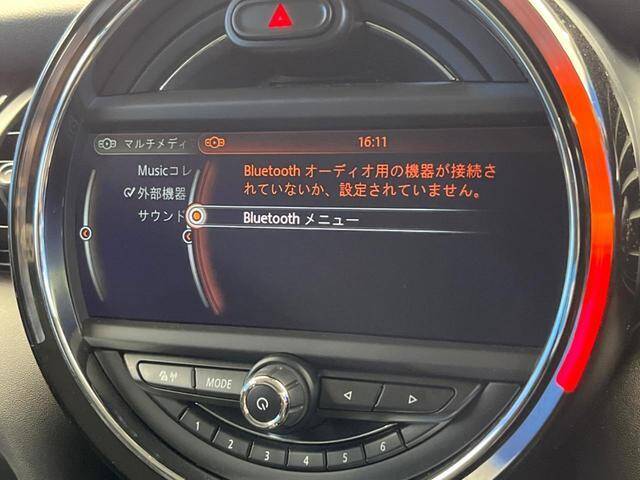 マルチメディ
16:11
Musicコレ
外部機器
サウンド
Bluetooth オーディオ用の機器が接続さ
れていないか、設定されていません。
Bluetooth メニュー
MODE
1 2 3 4 5 6